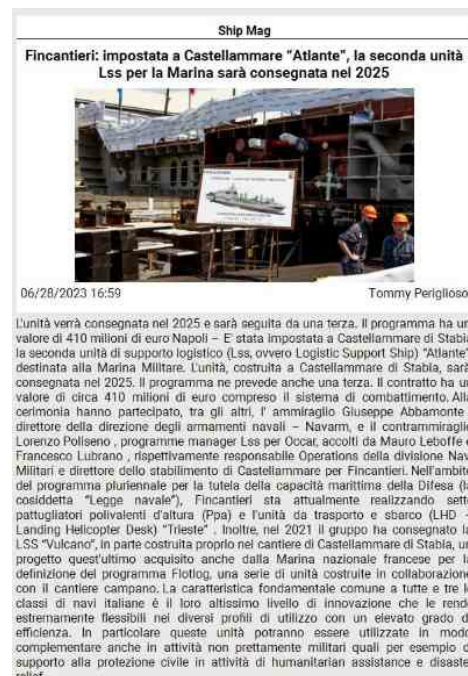 Ship Mag
Fincantieri: impostata a Castellammare “Atlante”, la seconda unità
Lss per la Marina sarà consegnata nel 2025
06/28/2023 16:59
Tommy Periglioso
L'unità verrà consegnata nel 2025 e sarà seguita da una terza. Il programma ha un
valore di 410 milioni di euro Napoli – E' stata impostata a Castellammare di Stabia
la seconda unità di supporto logistico (Lss, ovvero Logistic Support Ship) “Atlante”
destinata alla Marina Militare. L'unità, costruita a Castellammare di Stabia, sarà
consegnata nel 2025. Il programma ne prevede anche una terza. Il contratto ha un
valore di circa 410 milioni di euro compreso il sistema di combattimento. Alla
cerimonia hanno partecipato, tra gli altri, l' ammiraglio Giuseppe Abbamonte ,
direttore della direzione degli armamenti navali – Navarm, e il contrammiraglio
Lorenzo Poliseno , programme manager Lss per Occar, accolti da Mauro Leboffe e
Francesco Lubrano , rispettivamente responsabile Operations della divisione Navi
Militari e direttore dello stabilimento di Castellammare per Fincantieri. Nell'ambito
del programma pluriennale per la tutela della capacità marittima della Difesa (la
cosiddetta “Legge navale”), Fincantieri sta attualmente realizzando sette
pattugliatori polivalenti d'altura (Ppa) e l'unità da trasporto e sbarco (LHD –
Landing Helicopter Desk) “Trieste” . Inoltre, nel 2021 il gruppo ha consegnato la
LSS “Vulcano”, in parte costruita proprio nel cantiere di Castellammare di Stabia, un
progetto quest'ultimo acquisito anche dalla Marina nazionale francese per la
definizione del programma Flotlog, una serie di unità costruite in collaborazione
con il cantiere campano. La caratteristica fondamentale comune a tutte e tre le
classi di navi italiane è il loro altissimo livello di innovazione che le rende
estremamente flessibili nei diversi profili di utilizzo con un elevato grado di
efficienza. In particolare queste unità potranno essere utilizzate in modo
complementare anche in attività non prettamente militari quali per esempio di
supporto alla protezione civile in attività di humanitarian assistance e disaster
relief